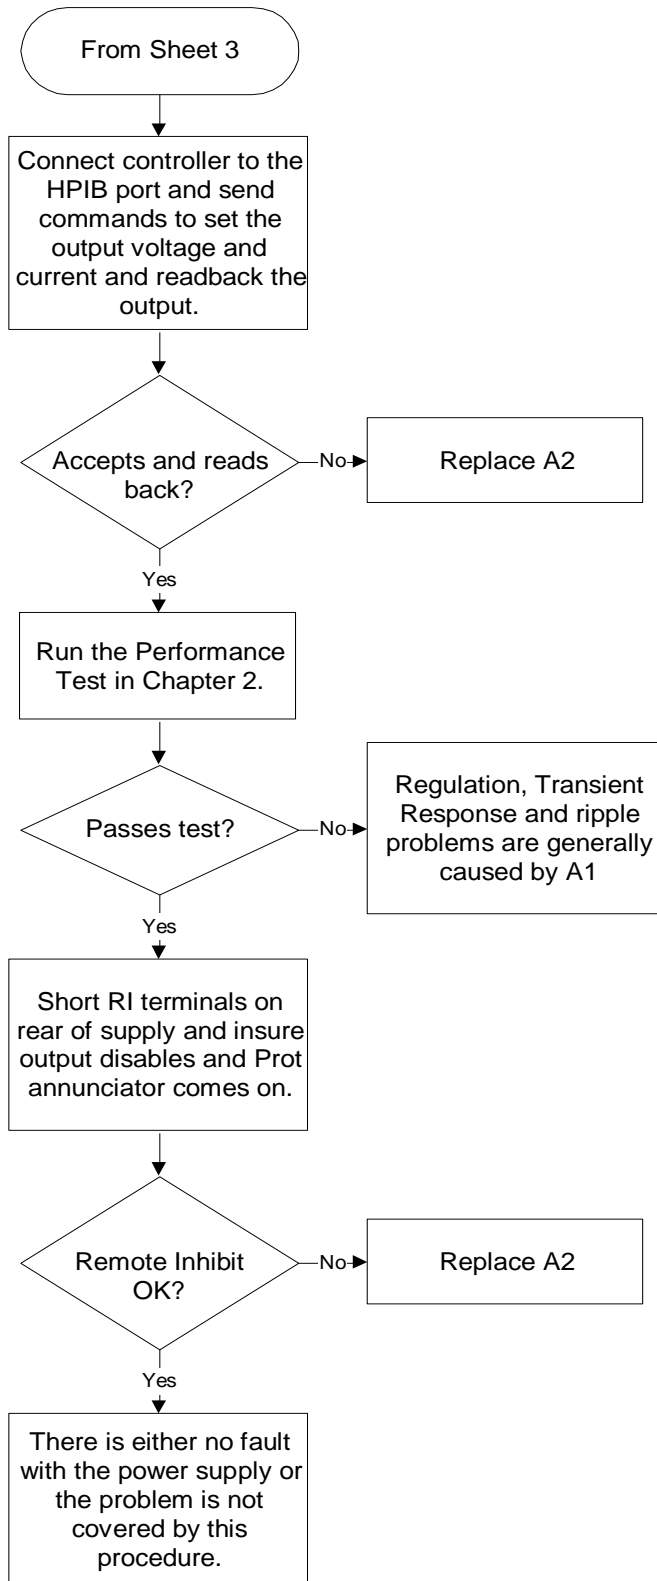 From Sheet 3
Connect controller to the
HPIB port and send
commands to set the
output voltage and
current and readback the
output.
Accepts and reads
back?
No
Replace A2
Yes
Run the Performance
Test in Chapter 2.
Passes test?
No
Regulation, Transient
Response and ripple
problems are generally
caused by A1
Yes
Short RI terminals on
rear of supply and insure
output disables and Prot
annunciator comes on.
Remote Inhibit
OK?
No
Replace A2
Yes
There is either no fault
with the power supply or
the problem is not
covered by this
procedure.